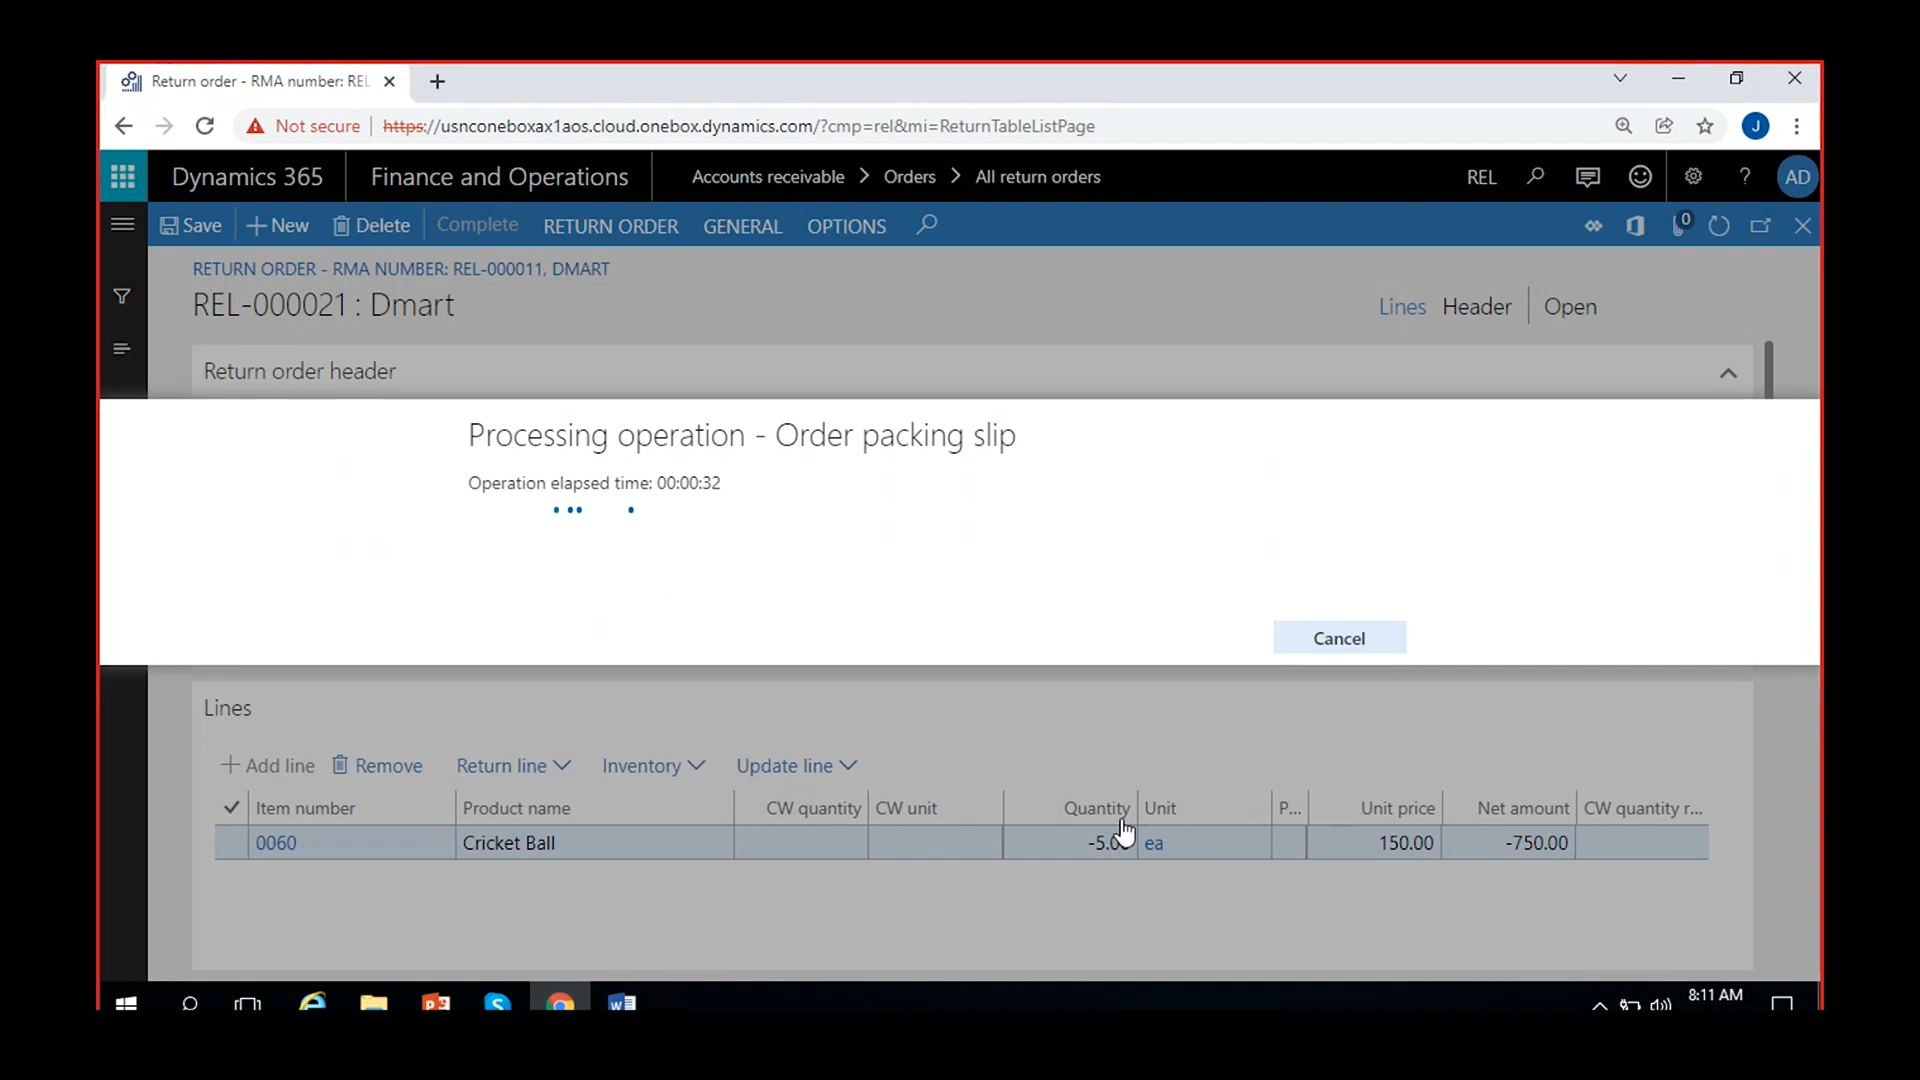 Return order - RMA number: REL
Not secure https://usnconeboxax1aos.cloud.onebox.dynamics.com/?cmp=rel&mi=ReturnTableListPage J
Dynamics 365 Finance and Operations Accounts receivable > Orders > All return orders REL ? AD
Save New Delete Complete RETURN ORDER GENERAL OPTIONS 0
RETURN ORDER - RMA NUMBER: REL-000011, DMART
REL-000021 : Dmart Lines Header Open
Return order header
Processing operation - Order packing slip
Operation elapsed time: 00:00:32
Cancel
Lines
Add line Remove Return line Inventory Update line
Item number Product name CW quantity CW unit Quantity Unit P... Unit price Net amount CW quantity r...
0060 Cricket Ball -5.00 ea 150.00 -750.00
8:11 AM